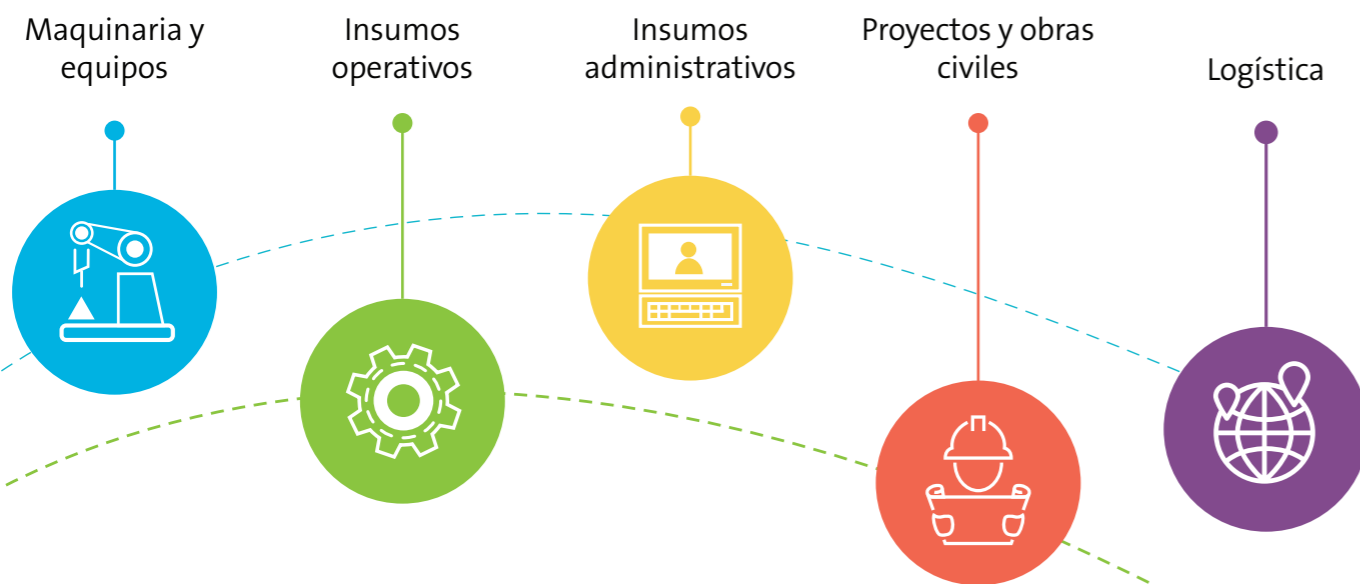 Maquinaria y
equipos
Insumos
operativos
Insumos
administrativos
Proyectos y obras
civiles
Logística